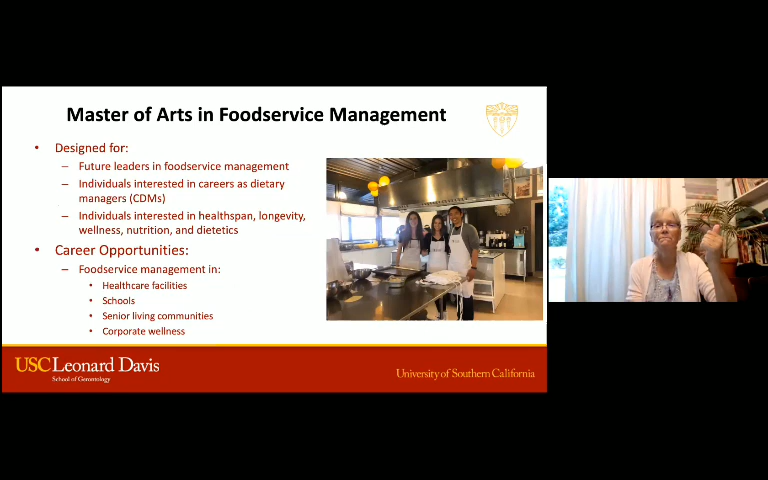 Master of Arts in Foodservice Management
• Designed for:
– Future leaders in foodservice management
– Individuals interested in careers as dietary
managers (CDMs)
– Individuals interested in healthspan, longevity,
wellness, nutrition, and dietetics
• Career Opportunities:
– Foodservice management in:
• Healthcare facilities
• Schools
• Senior living communities
• Corporate wellness
USC Leonard Davis
School of Gerontology
University of Southern California